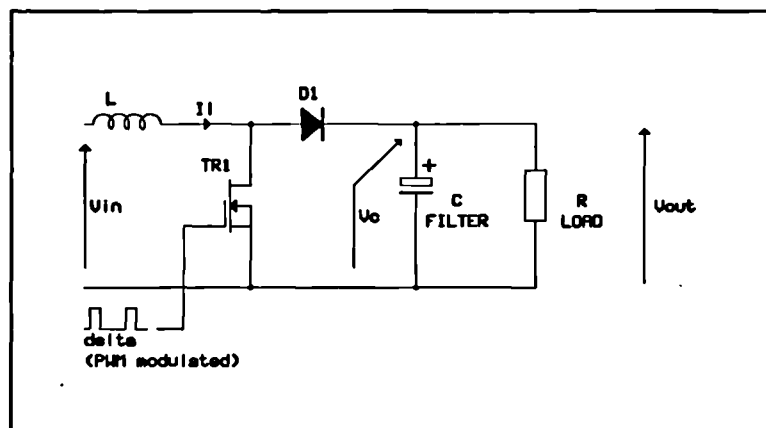 L
Il
D1
TR1
Vin
Vc
+
C
FILTER
R
LOAD
Vout
delta
(PWM modulated)